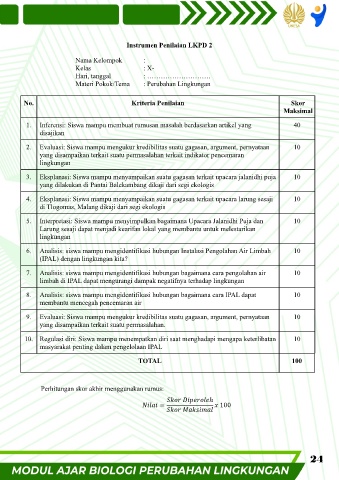 Instrumen Penilaian LKPD 2
Nama Kelompok :
Kelas : X-
Hari, tanggal : ...........................
Materi Pokok/Tema : Perubahan Lingkungan
No. Kriteria Penilaian Skor
Maksimal
1. Inferensi: Siswa mampu membuat rumusan masalah berdasarkan artikel yang 40
disajikan
2. Evaluasi: Siswa mampu mengukur kredibilitas suatu gagasan, argument, pernyataan 10
yang disampaikan terkait suatu permasalahan terkait indikator pencemaran
lingkungan
3. Eksplanasi: Siswa mampu menyampaikan suatu gagasan terkait upacara jalanidhi puja 10
yang dilakukan di Pantai Balekambang dikaji dari segi ekologis
4. Eksplanasi: Siswa mampu menyampaikan suatu gagasan terkait upacara larung sesaji 10
di Tlogomas, Malang dikaji dari segi ekologis
5. Interpretasi: Siswa mampu menyimpulkan bagaimana Upacara Jalanidhi Puja dan 10
Larung sesaji dapat menjadi kearifan lokal yang membantu untuk melestarikan
lingkungan
6. Analisis: siswa mampu mengidentifikasi hubungan Instalasi Pengolahan Air Limbah 10
(IPAL) dengan lingkungan kita?
7. Analisis: siswa mampu mengidentifikasi hubungan bagaimana cara pengolahan air 10
limbah di IPAL dapat mengurangi dampak negatifnya terhadap lingkungan
8. Analisis: siswa mampu mengidentifikasi hubungan bagaimana cara IPAL dapat 10
membantu mencegah pencemaran air
9. Evaluasi: Siswa mampu mengukur kredibilitas suatu gagasan, argument, pernyataan 10
yang disampaikan terkait suatu permasalahan.
10. Regulasi diri: Siswa mampu menempatkan diri saat menghadapi mengapa keterlibatan 10
masyarakat penting dalam pengelolaan IPAL
TOTAL 100
Perhitungan skor akhir menggunakan rumus:
Nilai = Skor Diperoleh / Skor Maksimal x 100
24
MODUL AJAR BIOLOGI PERUBAHAN LINGKUNGAN